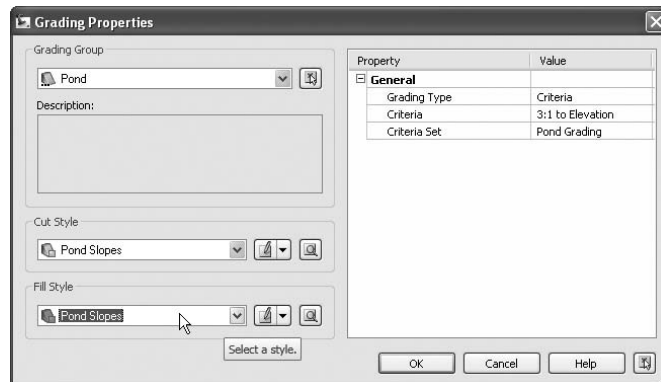 Grading Properties
Grading Group
Pond
Description:
Cut Style
Pond Slopes
Fill Style
Pond Slopes
Select a style.
Property Value
General
Grading Type Criteria
Criteria 3:1 to Elevation
Criteria Set Pond Grading
OK Cancel Help